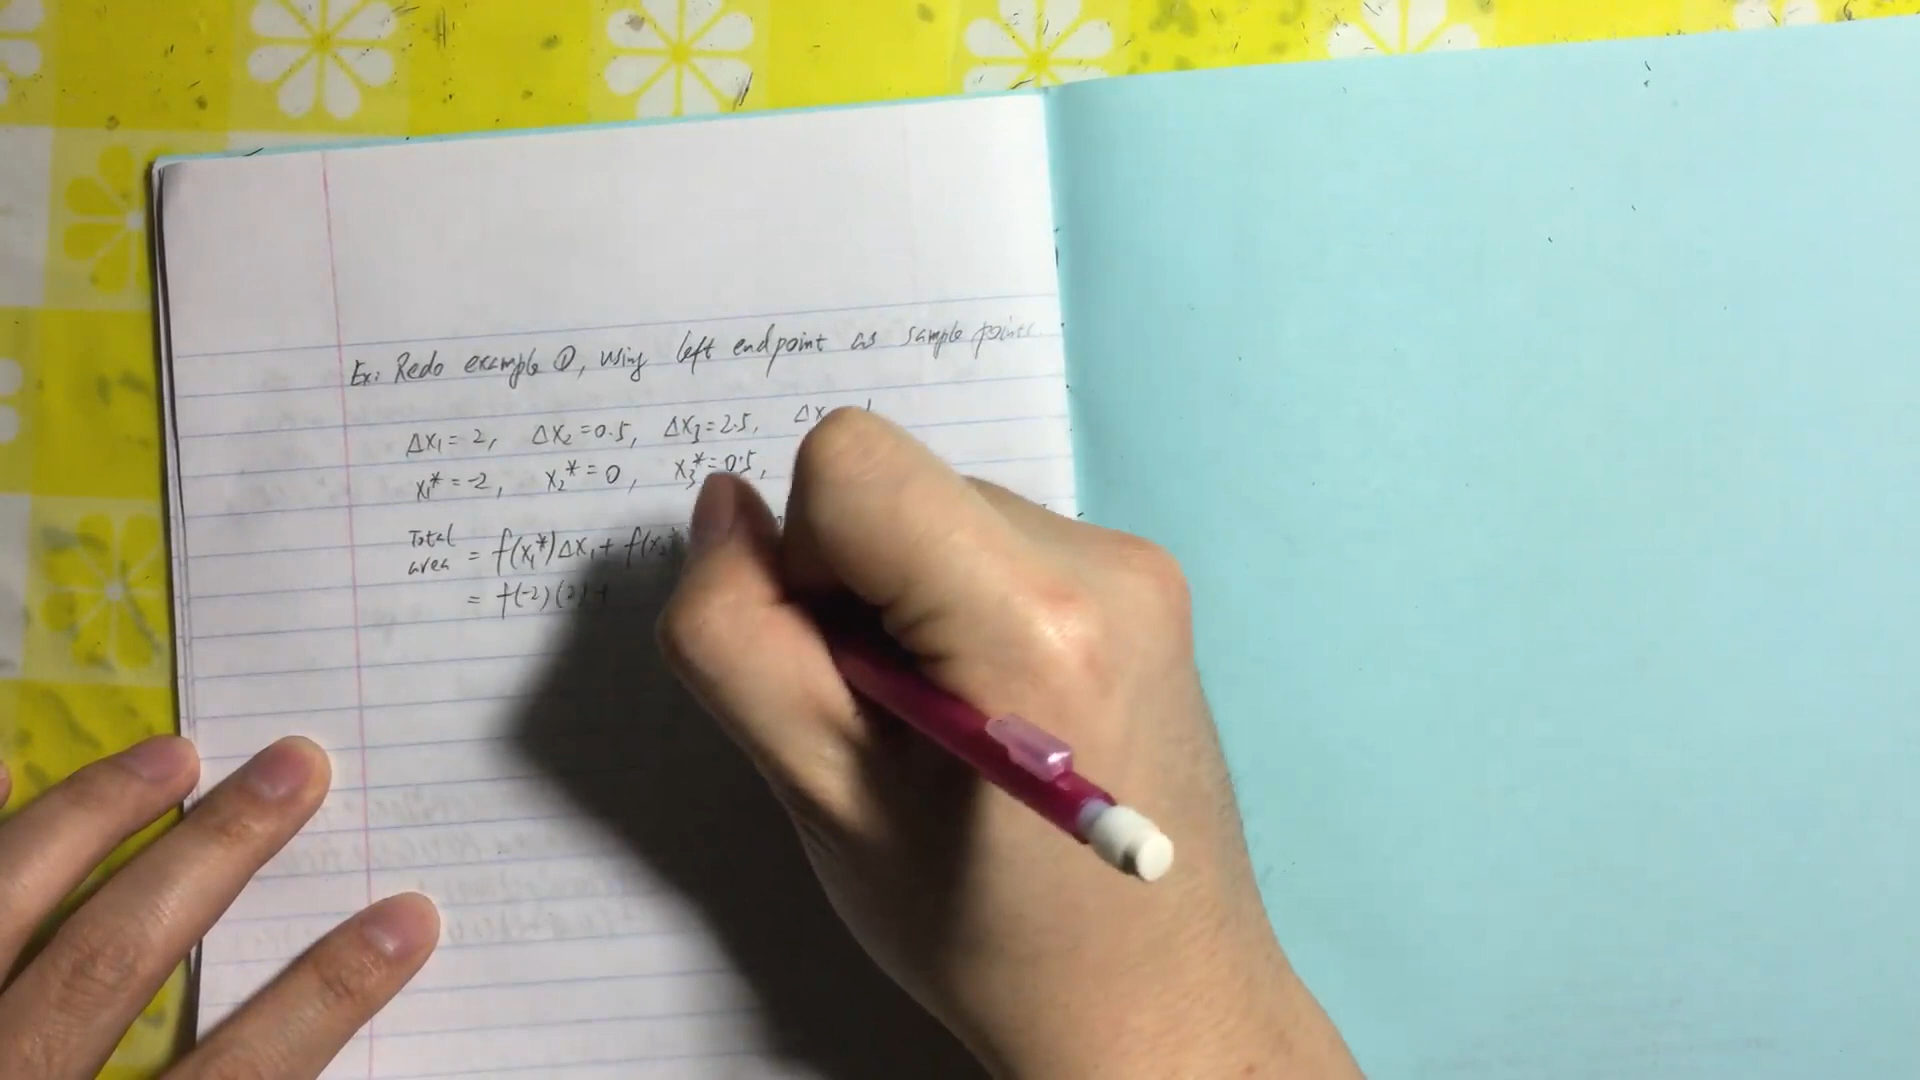 Ex: Redo example ①, using left endpoint as sample points
Δx₁ = 2, Δx₂ = 0.5, Δx₃ = 2.5, Δx
x₁* = -2, x₂* = 0, x₃* = 0.5,
Total area = f(x₁*)Δx₁ + f(x₂*
= f(-2)(2) +